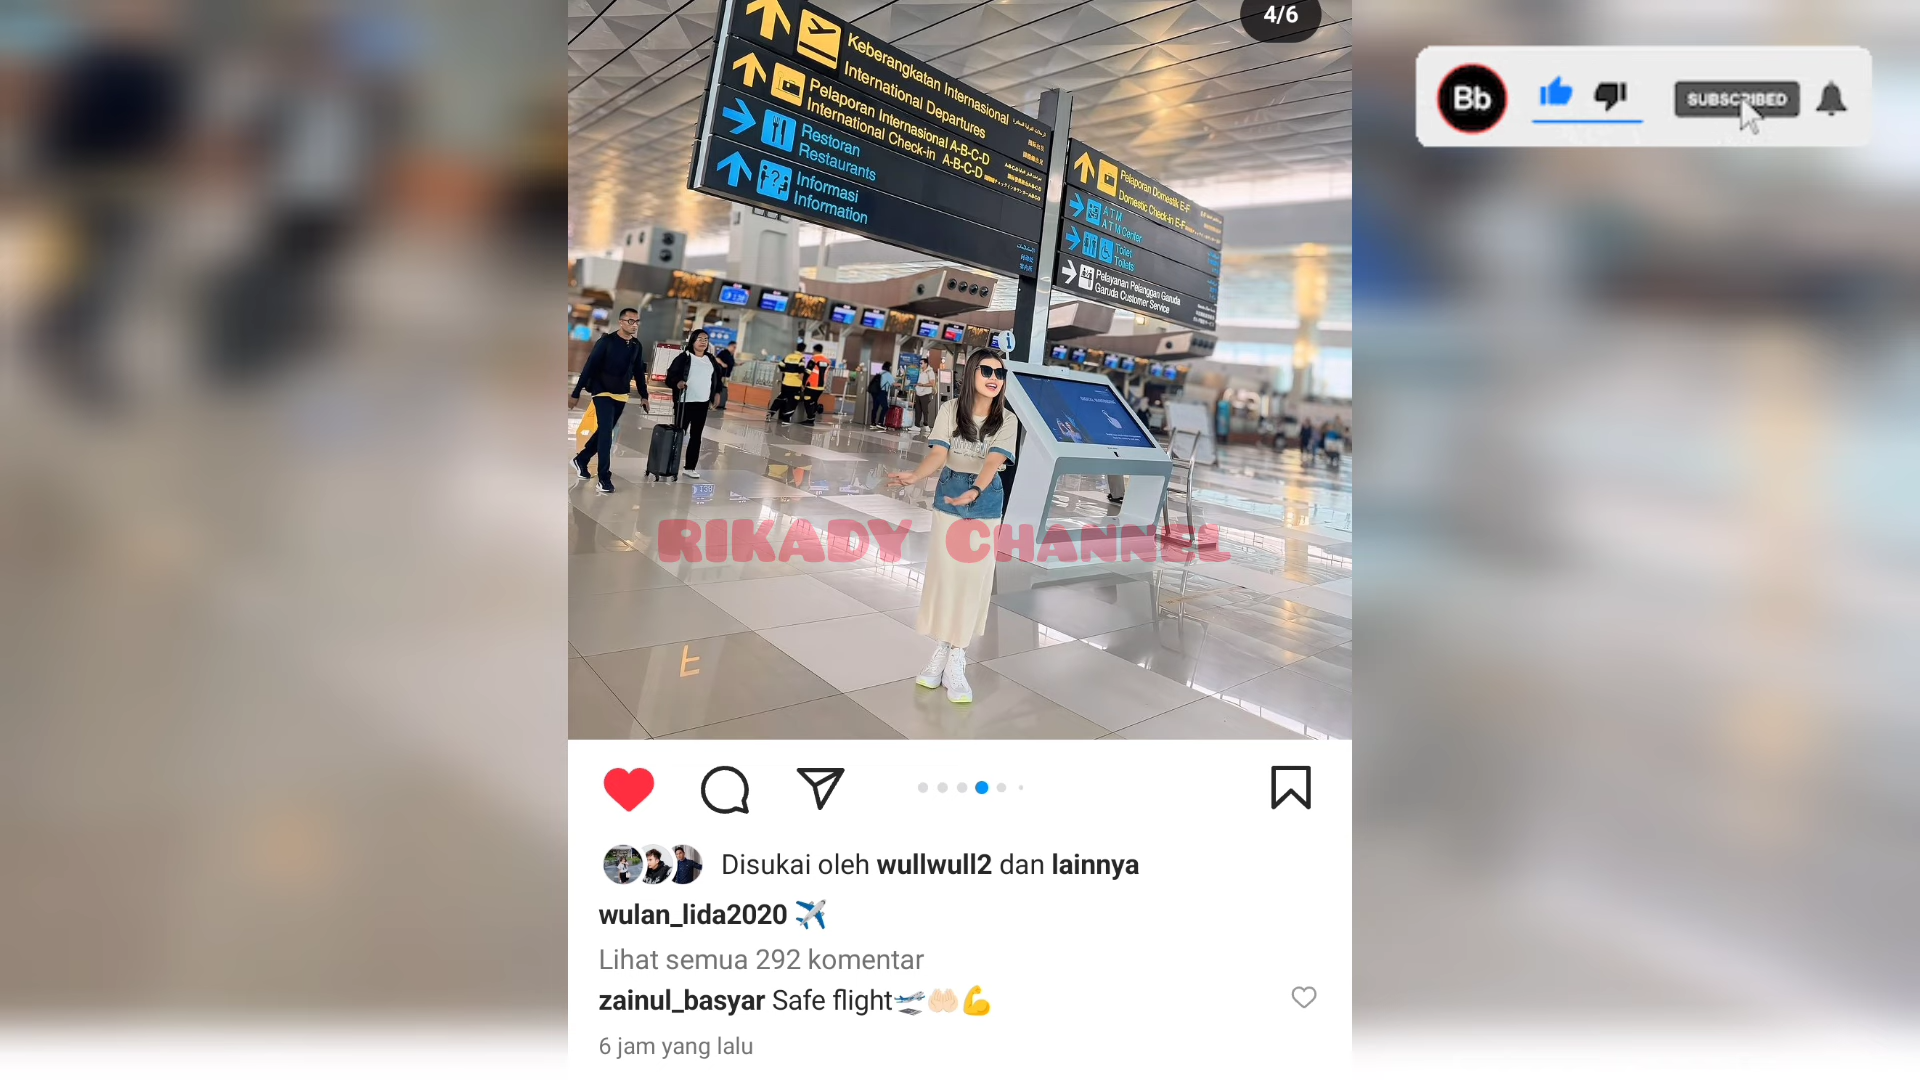 4/6
Keberangkatan Internasional
International Departures
Pelaporan Internasional A-B-C-D
International Check-in A-B-C-D
Restoran
Restaurants
Informasi
Information
Pelaporan Domestik E-F
Domestic Check-in E-F
ATM
ATM Center
Toilet
Toilets
Pelayanan Pelanggan Garuda
Garuda Customer Service
Bb
SUBSCRIBED
RIKADY Channel
Disukai oleh wullwull2 dan lainnya
wulan_lida2020 ✈️
Lihat semua 292 komentar
zainul_basyar Safe flight🛫🤲🏻💪
6 jam yang lalu